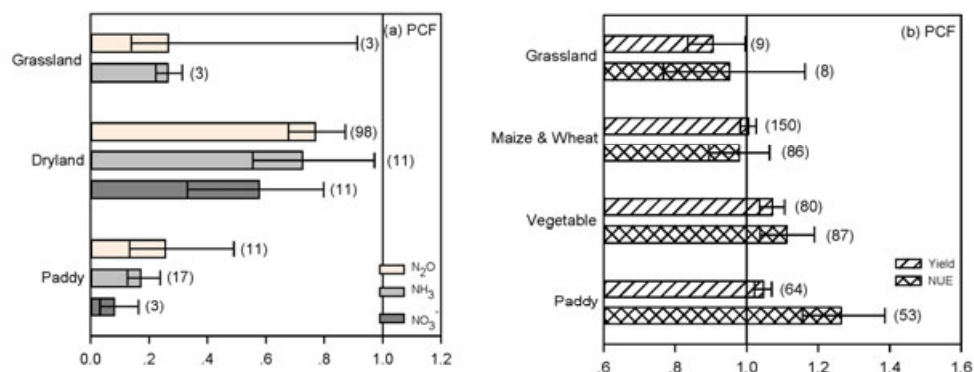 (a) PCF
Grassland
(3)
(3)
Dryland
(98)
(11)
(11)
Paddy
(11)
(17)
(3)
N₂O
NH₃
NO₃⁻
0.0 .2 .4 .6 .8 1.0 1.2
(b) PCF
Grassland
(9)
(8)
Maize & Wheat
(150)
(86)
Vegetable
(80)
(87)
Paddy
(64)
(53)
Yield
NUE
.6 .8 1.0 1.2 1.4 1.6